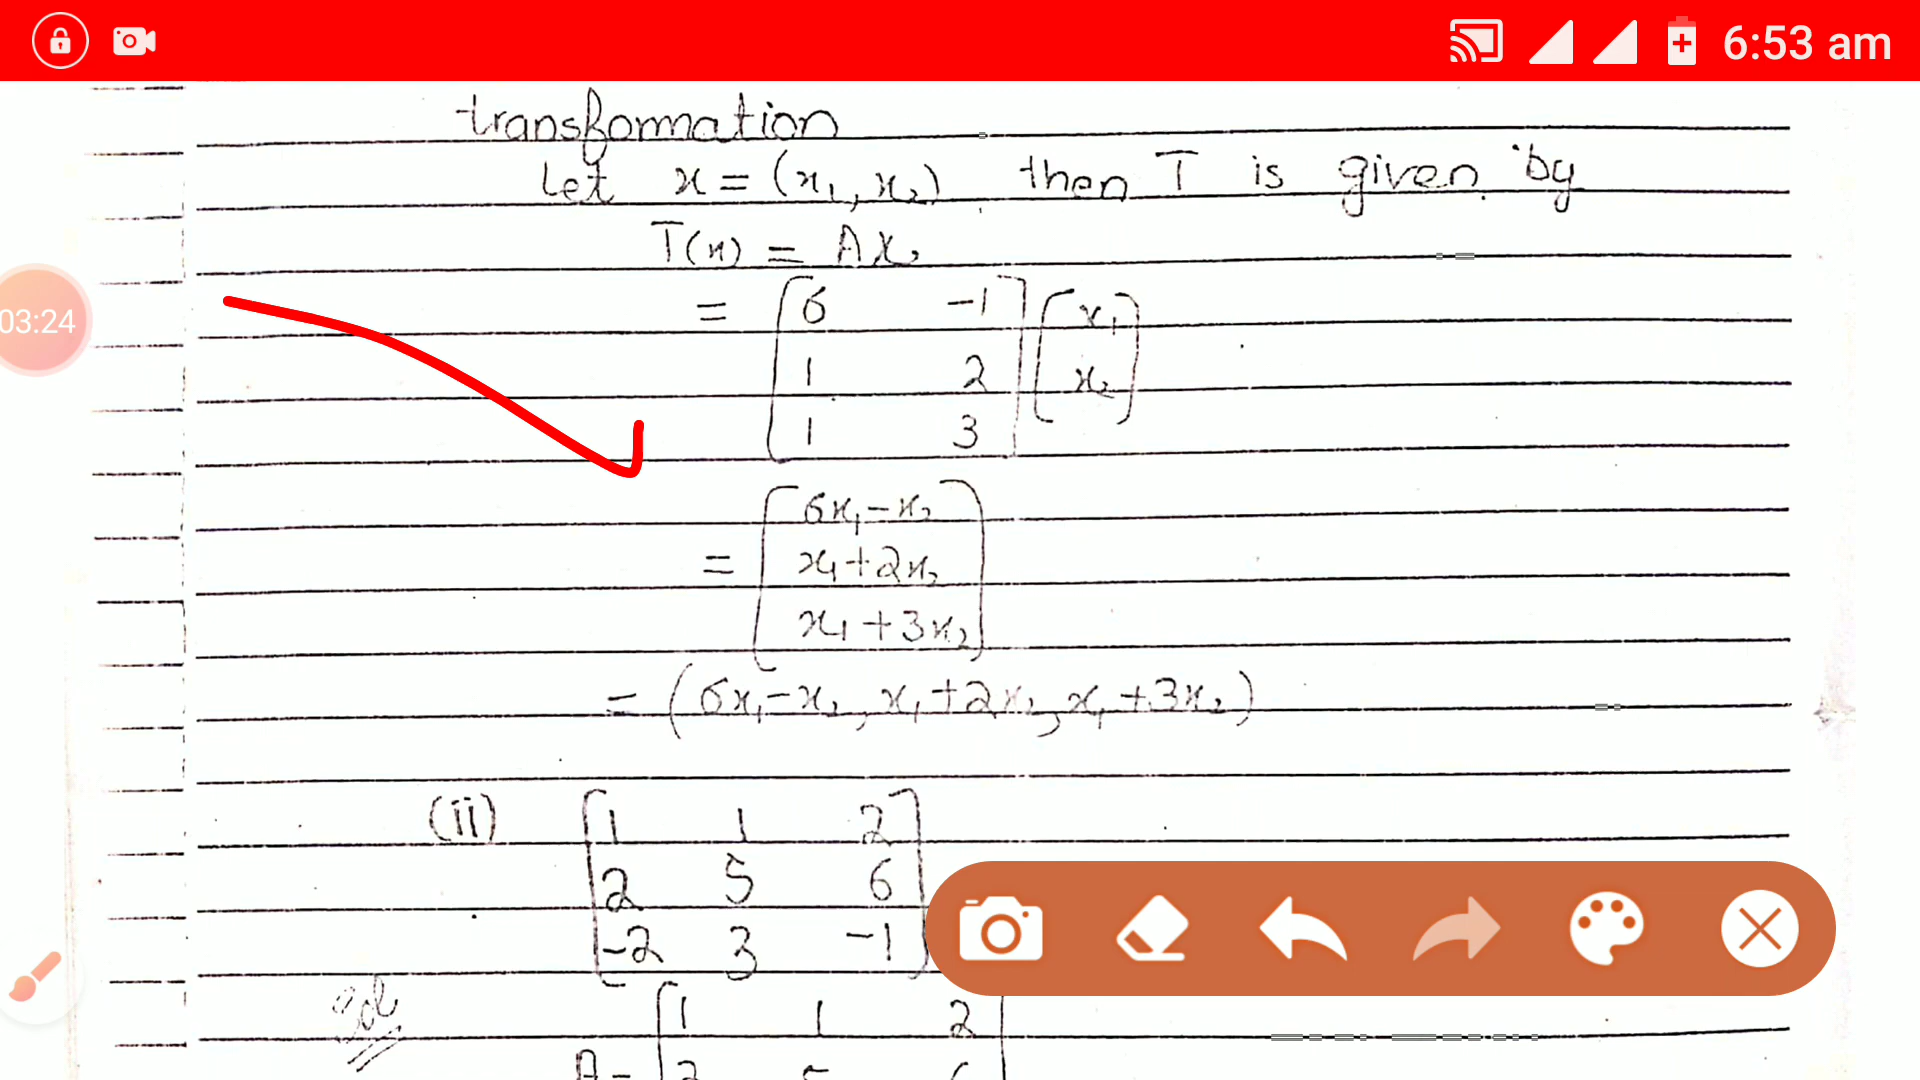 6:53 am
transformation
Let x = (x₁, x₂) then T is given by
T(x) = Ax
03:24
= [6 -1] [x₁]
[1 2] [x₂]
[1 3]
= [6x₁ - x₂]
[x₁ + 2x₂]
[x₁ + 3x₂]
= (6x₁ - x₂, x₁ + 2x₂, x₁ + 3x₂)
(ii) [1 1 2]
[2 5 6]
[-2 3 -1]
Sol
A = [1 1 2]